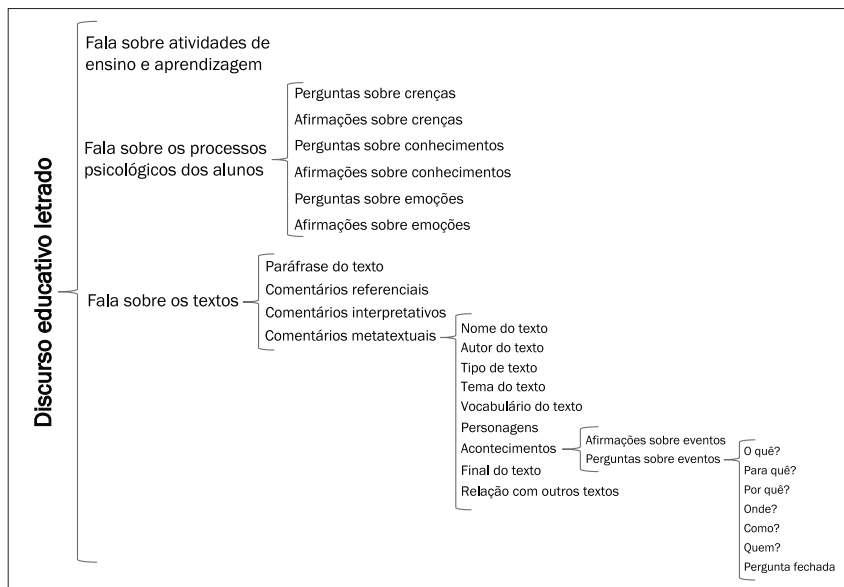 Discurso educativo letrado
Fala sobre atividades de
ensino e aprendizagem
Fala sobre os processos
psicológicos dos alunos
Perguntas sobre crenças
Afirmações sobre crenças
Perguntas sobre conhecimentos
Afirmações sobre conhecimentos
Perguntas sobre emoções
Afirmações sobre emoções
Fala sobre os textos
Paráfrase do texto
Comentários referenciais
Comentários interpretativos
Comentários metatextuais
Nome do texto
Autor do texto
Tipo de texto
Tema do texto
Vocabulário do texto
Personagens
Acontecimentos
Final do texto
Relação com outros textos
Afirmações sobre eventos
Perguntas sobre eventos
O quê?
Para quê?
Por quê?
Onde?
Como?
Quem?
Pergunta fechada